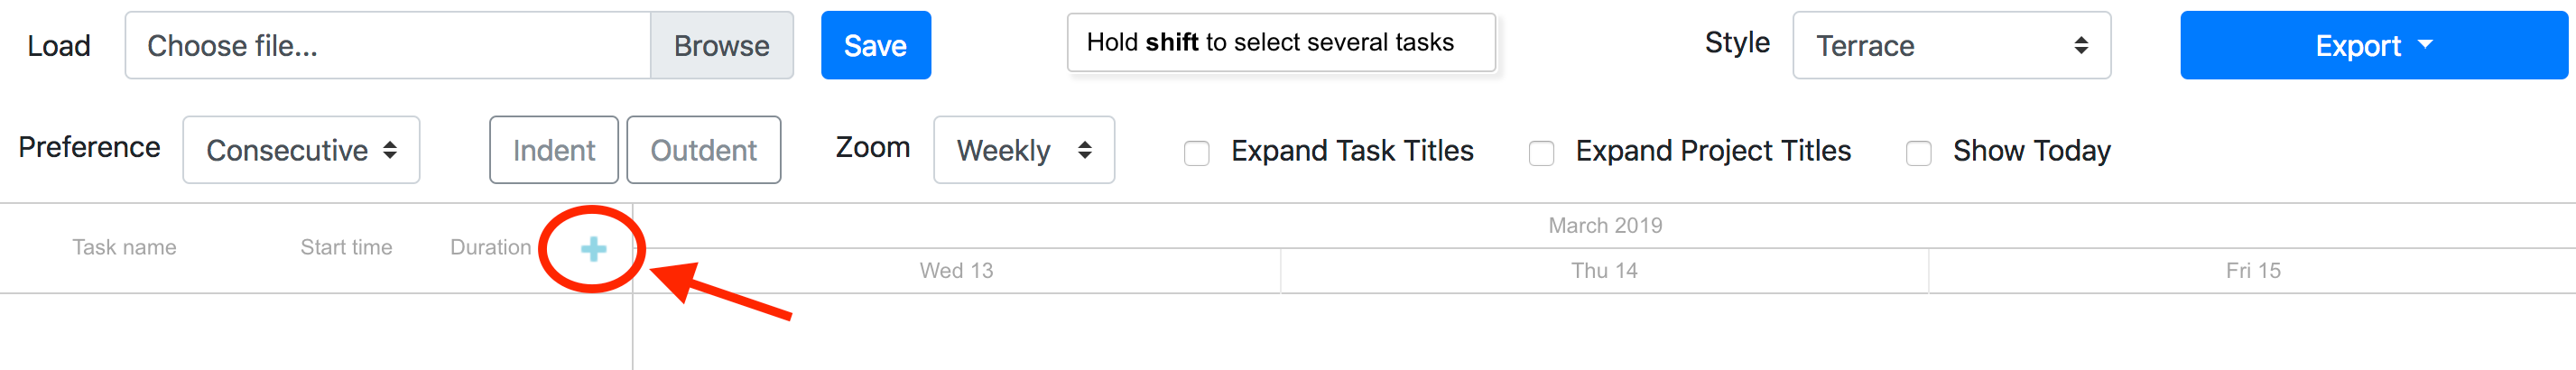 Load Choose file... Browse Save Hold shift to select several tasks Style Terrace Export
Preference Consecutive Indent Outdent Zoom Weekly Expand Task Titles Expand Project Titles Show Today
March 2019
Task name Start time Duration
Wed 13 Thu 14 Fri 15